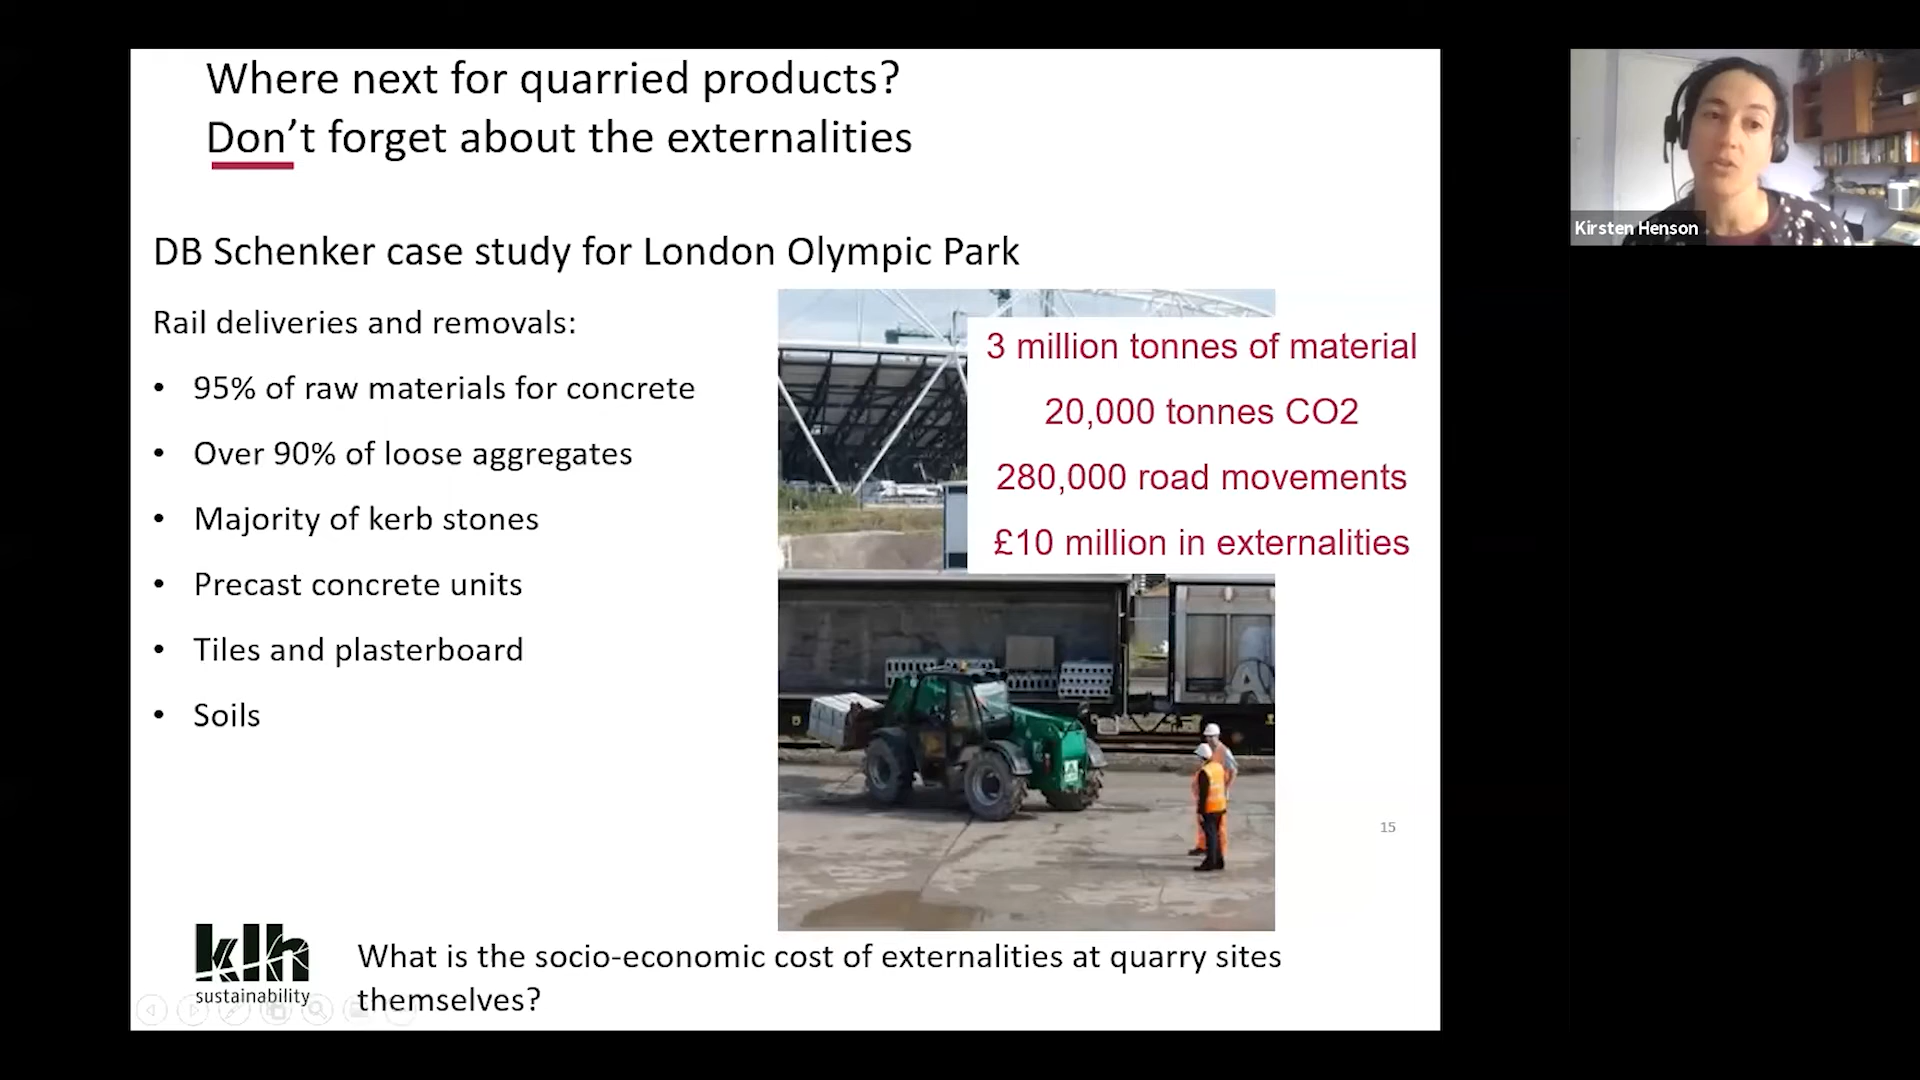 Where next for quarried products?
Don't forget about the externalities
DB Schenker case study for London Olympic Park
Rail deliveries and removals:
• 95% of raw materials for concrete
• Over 90% of loose aggregates
• Majority of kerb stones
• Precast concrete units
• Tiles and plasterboard
• Soils
3 million tonnes of material
20,000 tonnes CO2
280,000 road movements
£10 million in externalities
15
klh
sustainability
What is the socio-economic cost of externalities at quarry sites
themselves?
Kirsten Henson